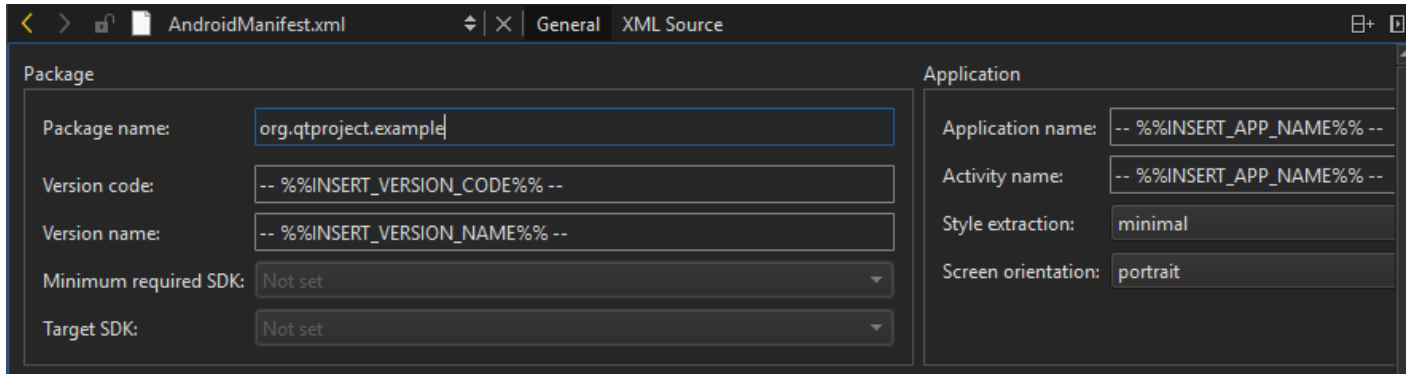 AndroidManifest.xml General XML Source
Package
Package name: org.qtproject.example
Version code: -- %%INSERT_VERSION_CODE%% --
Version name: -- %%INSERT_VERSION_NAME%% --
Minimum required SDK: Not set
Target SDK: Not set
Application
Application name: -- %%INSERT_APP_NAME%% --
Activity name: -- %%INSERT_APP_NAME%% --
Style extraction: minimal
Screen orientation: portrait